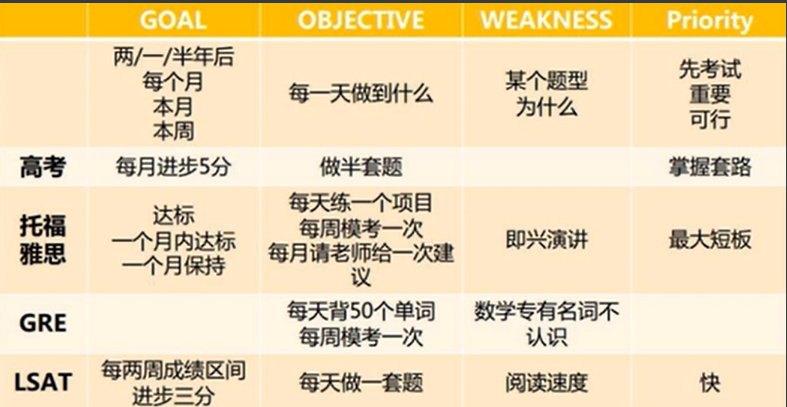 GOAL OBJECTIVE WEAKNESS Priority
两/一/半年后
每个月
本月
本周
每一天做到什么
某个题型
为什么
先考试
重要
可行
高考 每月进步5分 做半套题 掌握套路
托福
雅思
达标
一个月内达标
一个月保持
每天练一个项目
每周模考一次
每月请老师给一次建
议
即兴演讲
最大短板
GRE
每天背50个单词
每周模考一次
数学专有名词不
认识
LSAT
每两周成绩区间
进步三分
每天做一套题
阅读速度
快